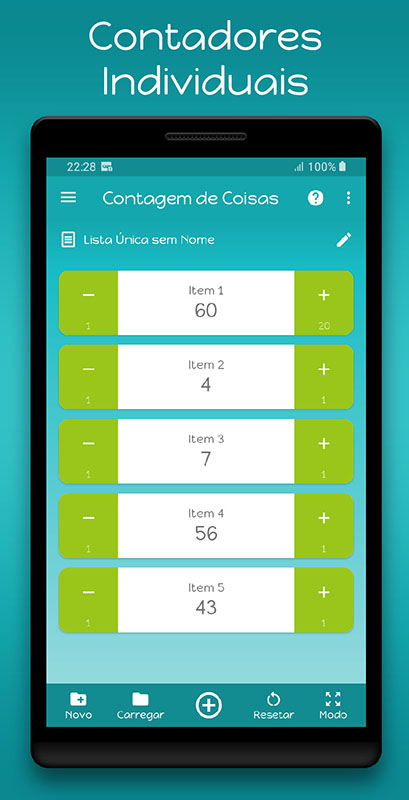 Contadores
Individuais
22:28 100%
Contagem de Coisas
Lista Única sem Nome
− Item 1 +
1 60 20
− Item 2 +
1 4 1
− Item 3 +
1 7 1
− Item 4 +
1 56 1
− Item 5 +
1 43 1
Novo Carregar Resetar Modo